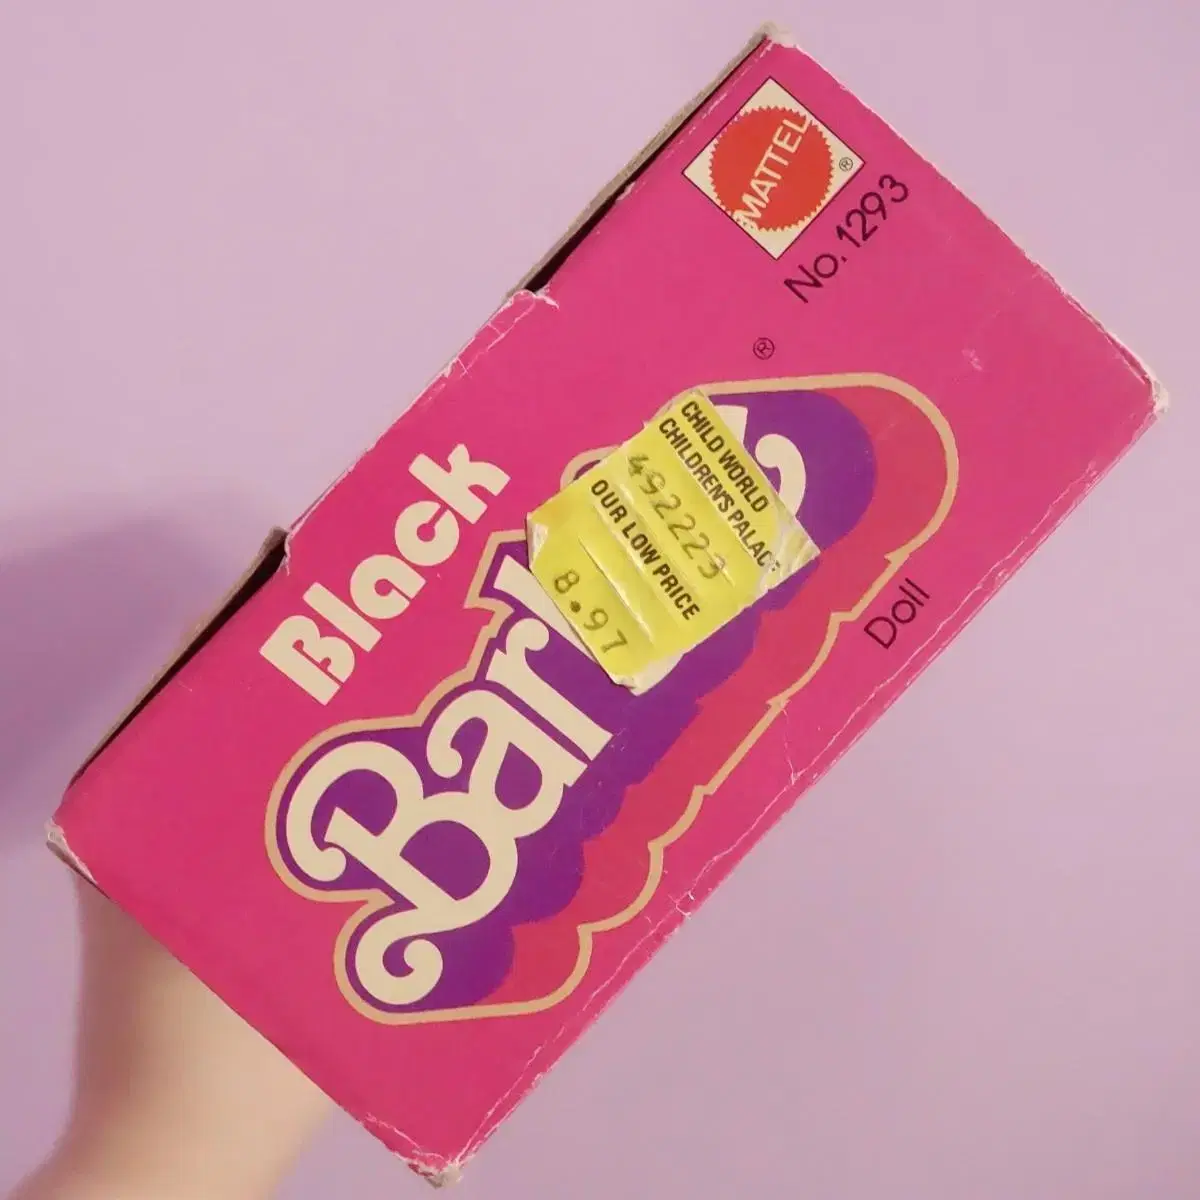 MATTEL
®
No. 1293
Black
®
Bar
Doll
CHILD WORLD
CHILDREN'S PALACE
492223
OUR LOW PRICE
8.97